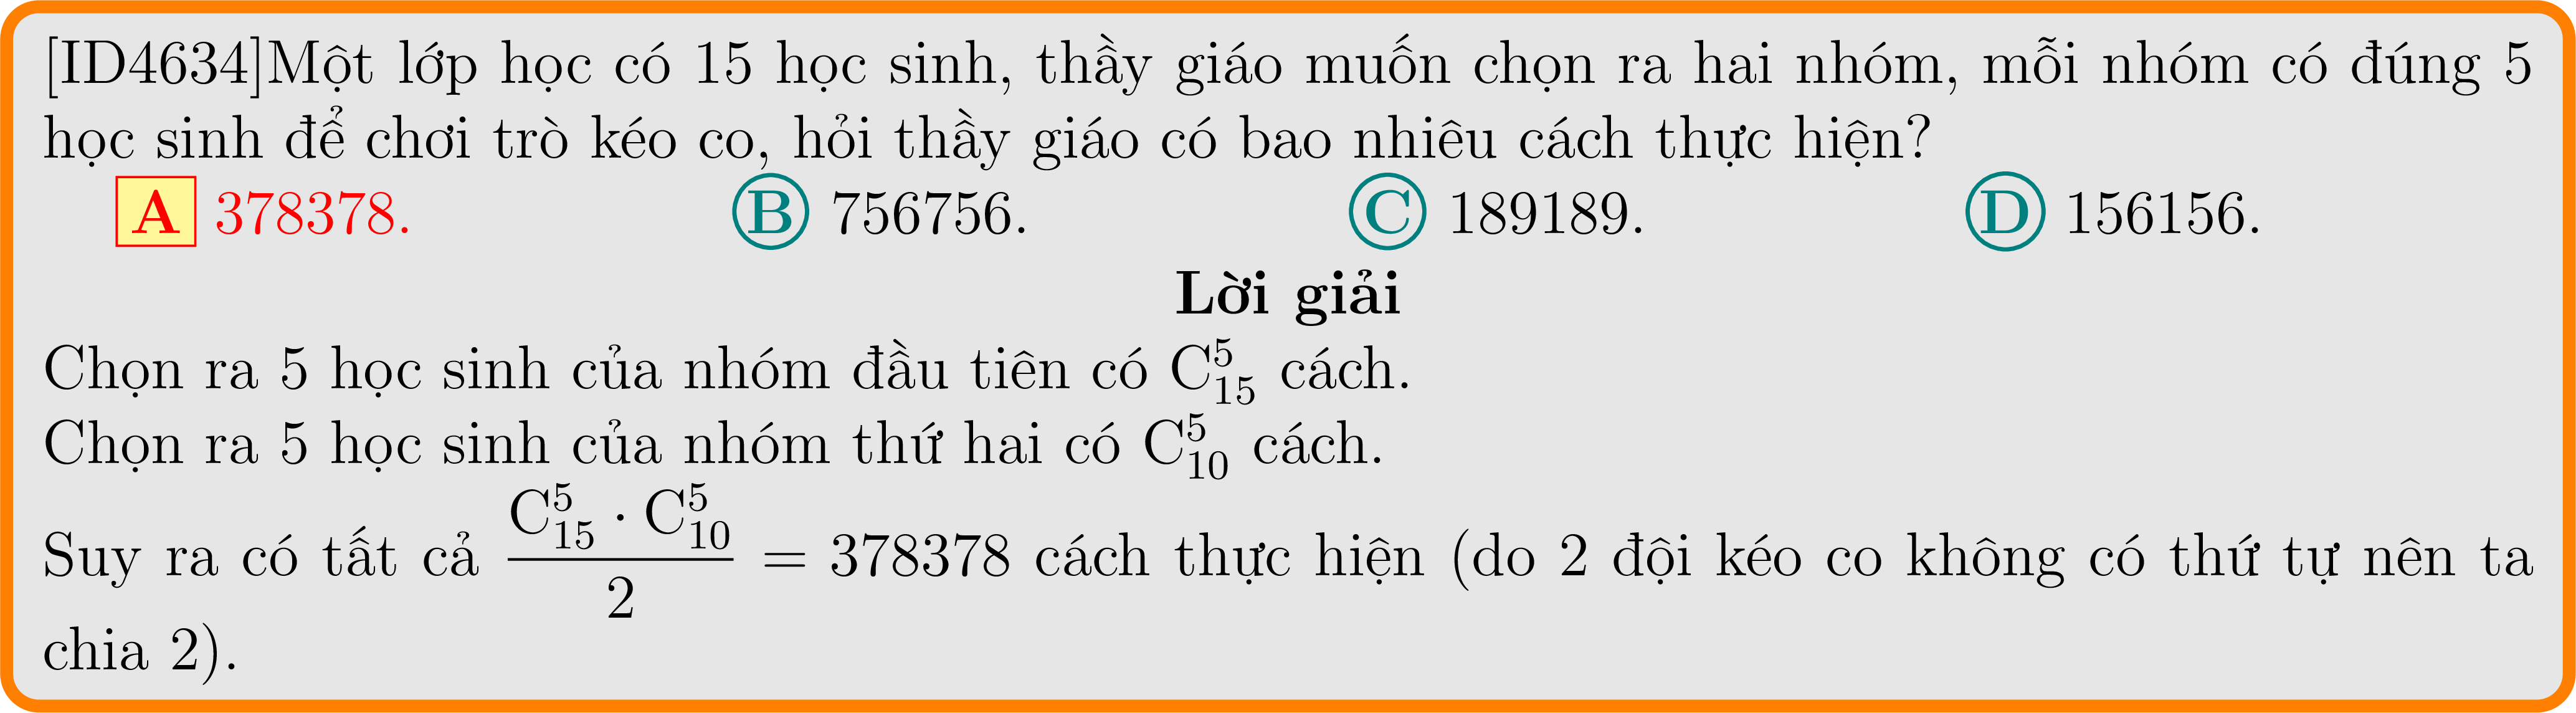 [ID4634]Một lớp học có 15 học sinh, thầy giáo muốn chọn ra hai nhóm, mỗi nhóm có đúng 5
học sinh để chơi trò kéo co, hỏi thầy giáo có bao nhiêu cách thực hiện?
A 378378. B 756756. C 189189. D 156156.
Lời giải
Chọn ra 5 học sinh của nhóm đầu tiên có $\mathrm{C}_{15}^{5}$ cách.
Chọn ra 5 học sinh của nhóm thứ hai có $\mathrm{C}_{10}^{5}$ cách.
Suy ra có tất cả $\dfrac{\mathrm{C}_{15}^{5} \cdot \mathrm{C}_{10}^{5}}{2} = 378378$ cách thực hiện (do 2 đội kéo co không có thứ tự nên ta
chia 2).